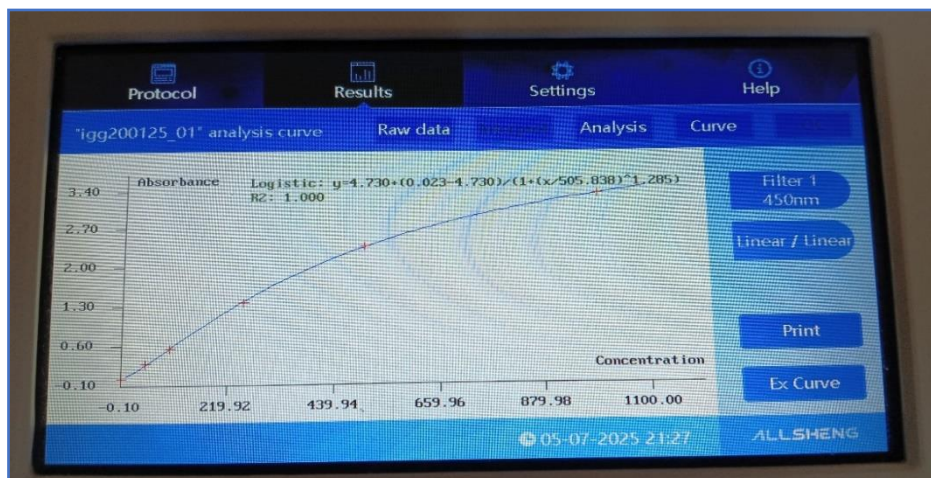 Protocol
Results
Settings
Help
"igg200125_01" analysis curve
Raw data
Analysis
Curve
Absorbance
Logistic: y=4.730+(0.023-4.730)/(1+(x/505.838)^1.285)
R2: 1.000
3.40
2.70
2.00
1.30
0.60
-0.10
Concentration
-0.10
219.92
439.94
659.96
879.98
1100.00
Filter 1
450nm
Linear / Linear
Print
Ex Curve
05-07-2025 21:27
ALLSHENG